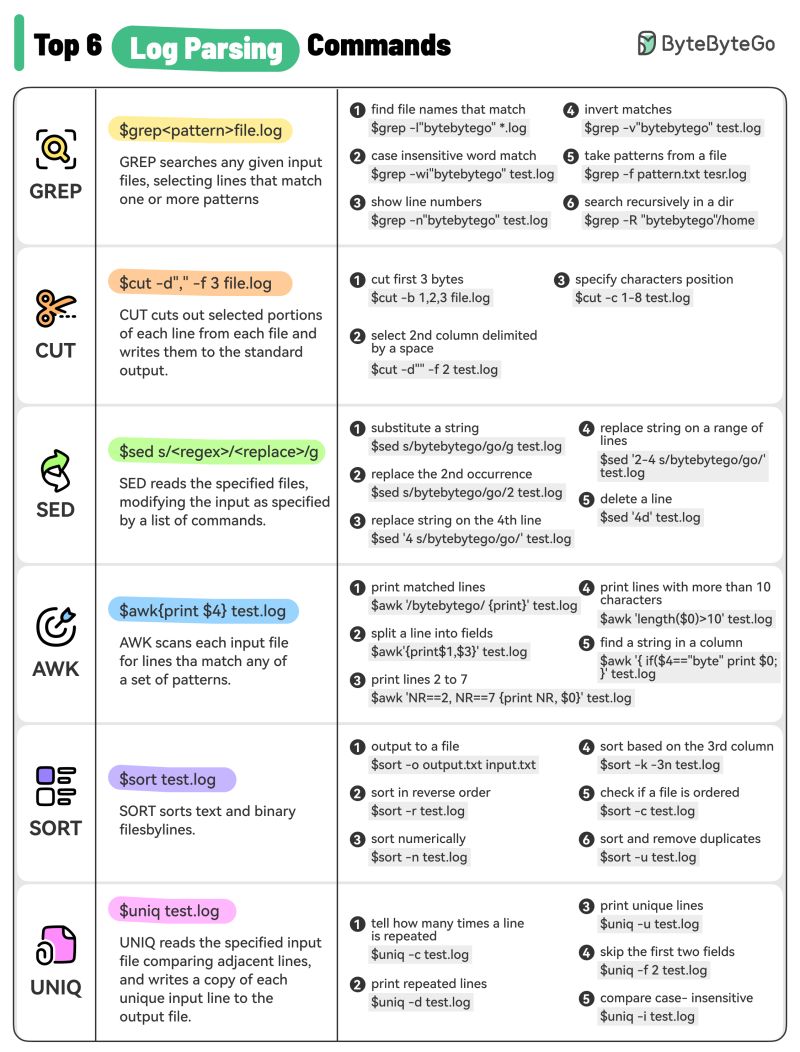 Top 6 Log Parsing Commands
ByteByteGo
GREP
$grep<pattern>file.log
GREP searches any given input
files, selecting lines that match
one or more patterns
1 find file names that match
$grep -l"bytebytego" *.log
2 case insensitive word match
$grep -wi"bytebytego" test.log
3 show line numbers
$grep -n"bytebytego" test.log
4 invert matches
$grep -v"bytebytego" test.log
5 take patterns from a file
$grep -f pattern.txt tesr.log
6 search recursively in a dir
$grep -R "bytebytego"/home
CUT
$cut -d"," -f 3 file.log
CUT cuts out selected portions
of each line from each file and
writes them to the standard
output.
1 cut first 3 bytes
$cut -b 1,2,3 file.log
2 select 2nd column delimited
by a space
$cut -d"" -f 2 test.log
3 specify characters position
$cut -c 1-8 test.log
SED
$sed s/<regex>/<replace>/g
SED reads the specified files,
modifying the input as specified
by a list of commands.
1 substitute a string
$sed s/bytebytego/go/g test.log
2 replace the 2nd occurrence
$sed s/bytebytego/go/2 test.log
3 replace string on the 4th line
$sed '4 s/bytebytego/go/' test.log
4 replace string on a range of
lines
$sed '2-4 s/bytebytego/go/'
test.log
5 delete a line
$sed '4d' test.log
AWK
$awk{print $4} test.log
AWK scans each input file
for lines tha match any of
a set of patterns.
1 print matched lines
$awk '/bytebytego/ {print}' test.log
2 split a line into fields
$awk'{print$1,$3}' test.log
3 print lines 2 to 7
$awk 'NR==2, NR==7 {print NR, $0}' test.log
4 print lines with more than 10
characters
$awk 'length($0)>10' test.log
5 find a string in a column
$awk '{ if($4=="byte" print $0;
}' test.log
SORT
$sort test.log
SORT sorts text and binary
filesbylines.
1 output to a file
$sort -o output.txt input.txt
2 sort in reverse order
$sort -r test.log
3 sort numerically
$sort -n test.log
4 sort based on the 3rd column
$sort -k -3n test.log
5 check if a file is ordered
$sort -c test.log
6 sort and remove duplicates
$sort -u test.log
UNIQ
$uniq test.log
UNIQ reads the specified input
file comparing adjacent lines,
and writes a copy of each
unique input line to the
output file.
1 tell how many times a line
is repeated
$uniq -c test.log
2 print repeated lines
$uniq -d test.log
3 print unique lines
$uniq -u test.log
4 skip the first two fields
$uniq -f 2 test.log
5 compare case- insensitive
$uniq -i test.log